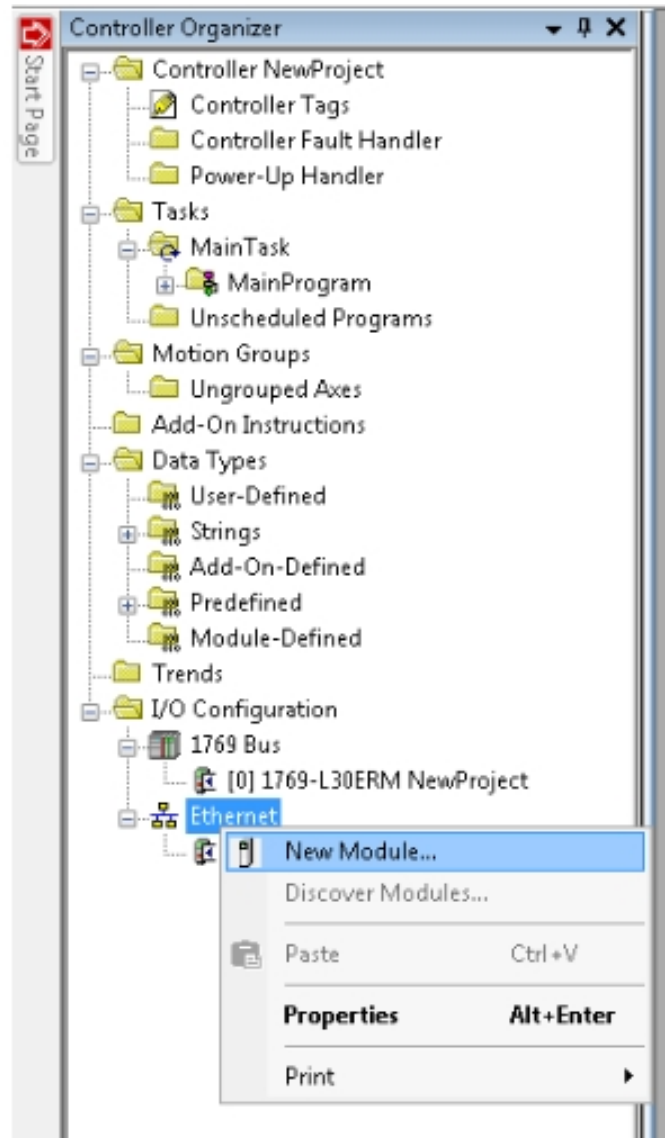 Controller Organizer
Start Page
Controller NewProject
Controller Tags
Controller Fault Handler
Power-Up Handler
Tasks
MainTask
MainProgram
Unscheduled Programs
Motion Groups
Ungrouped Axes
Add-On Instructions
Data Types
User-Defined
Strings
Add-On-Defined
Predefined
Module-Defined
Trends
I/O Configuration
1769 Bus
[0] 1769-L30ERM NewProject
Ethernet
New Module...
Discover Modules...
Paste Ctrl+V
Properties Alt+Enter
Print